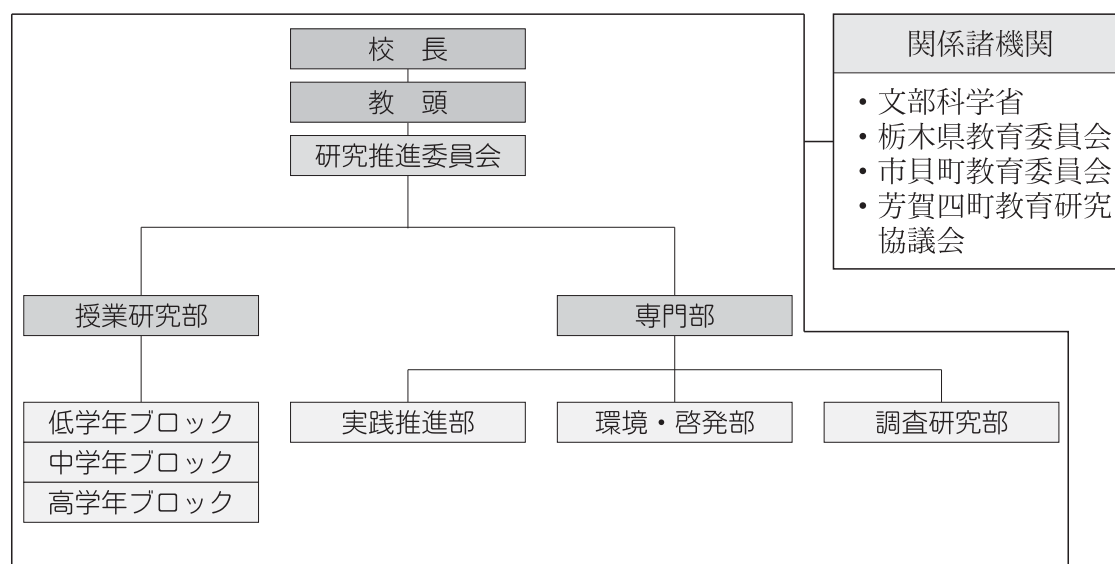 校　長
教　頭
研究推進委員会
授業研究部
専門部
低学年ブロック
中学年ブロック
高学年ブロック
実践推進部
環境・啓発部
調査研究部
関係諸機関
・文部科学省
・栃木県教育委員会
・市貝町教育委員会
・芳賀四町教育研究
協議会